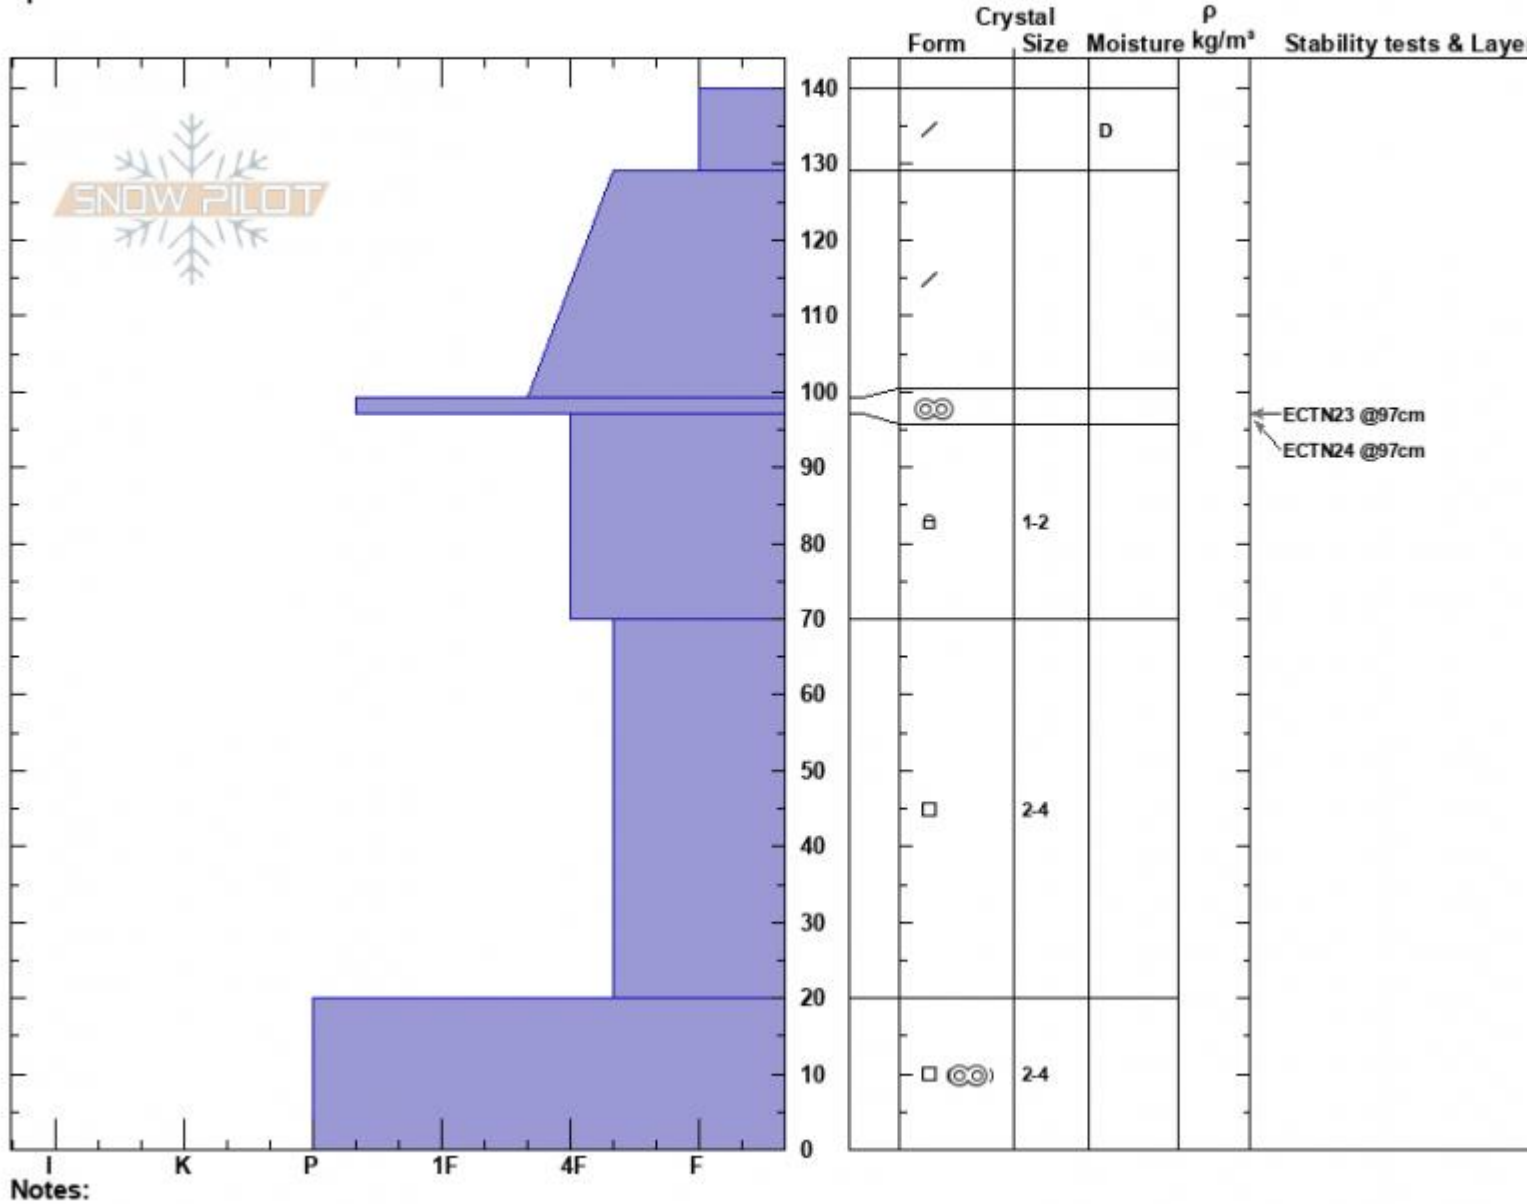 Crystal ρ
Form Size Moisture kg/m³ Stability tests & Laye
140
D
130
SNOW PILOT
120
110
100
ECTN23 @97cm
90
ECTN24 @97cm
1-2
80
70
60
50
2-4
40
30
20
10
2-4
0
I K P 1F 4F F
Notes: